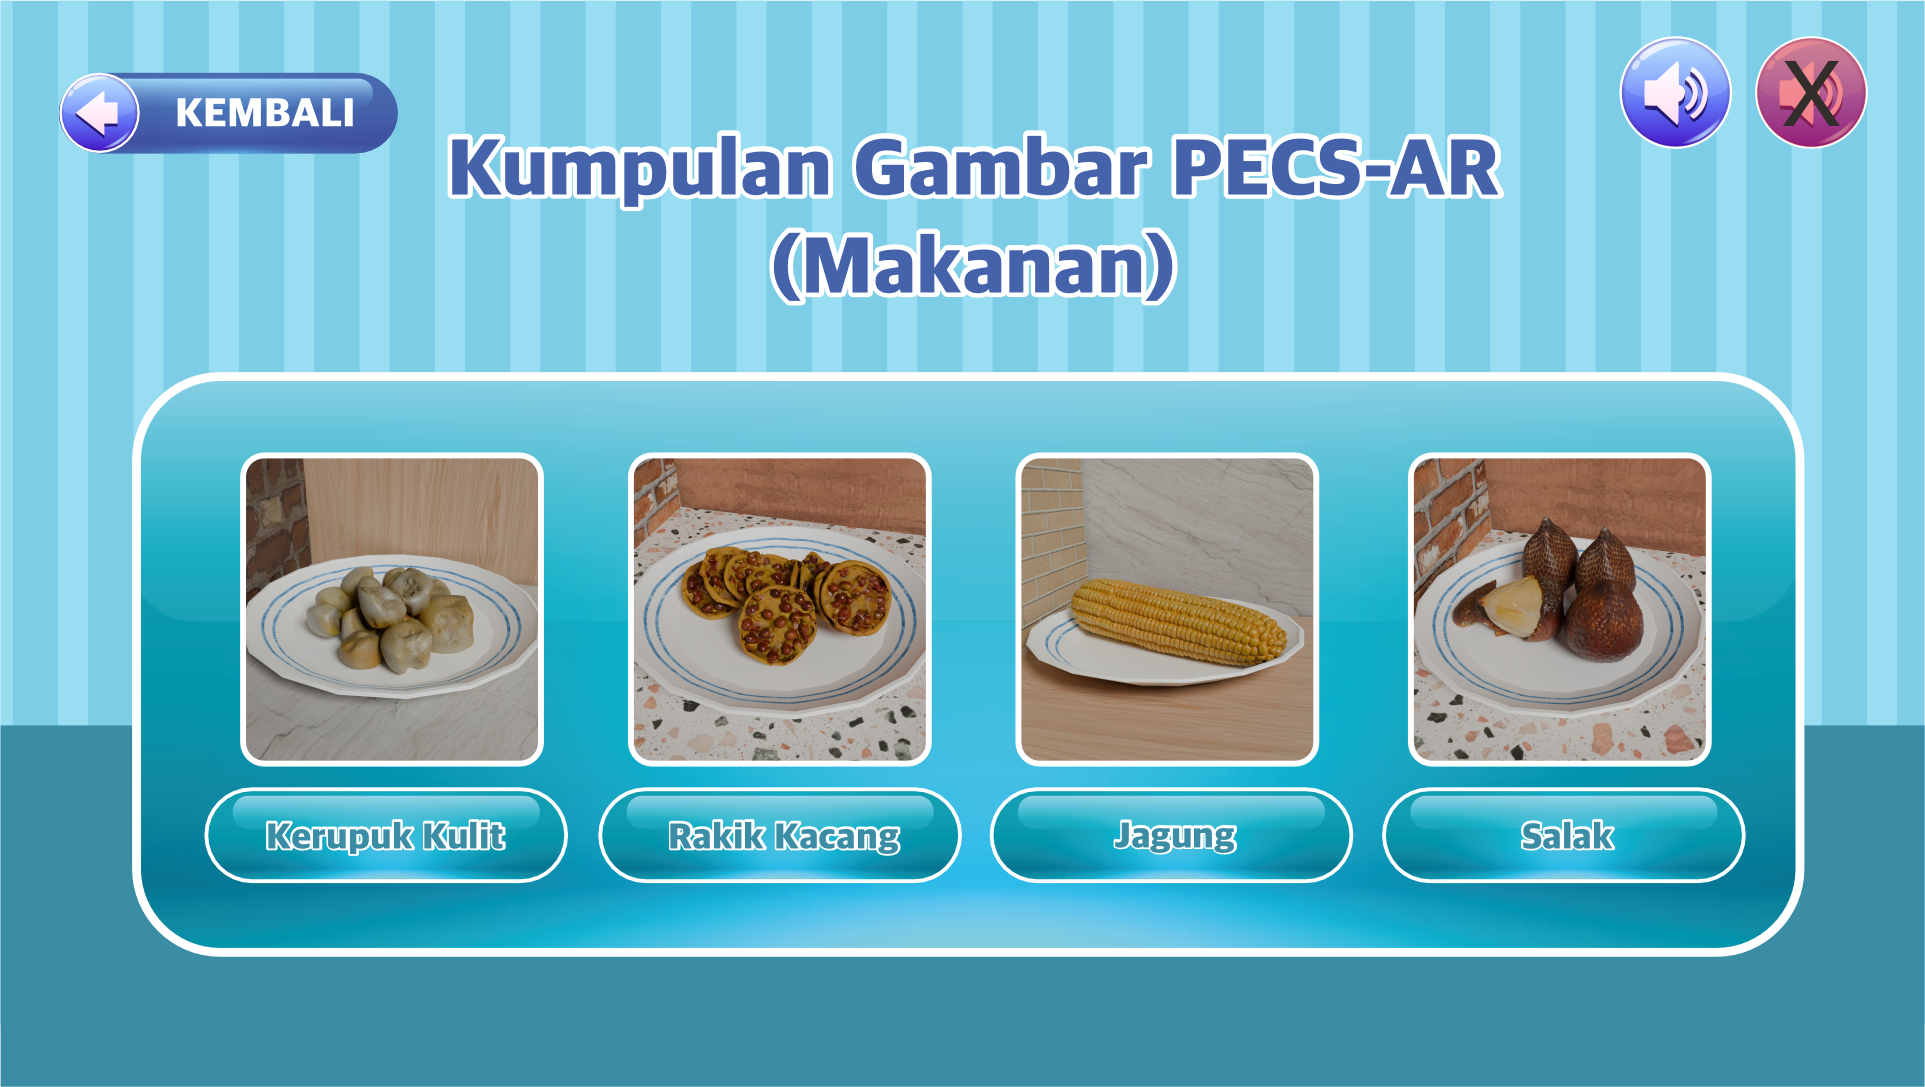 KEMBALI
X
Kumpulan Gambar PECS-AR
(Makanan)
Kerupuk Kulit
Rakik Kacang
Jagung
Salak